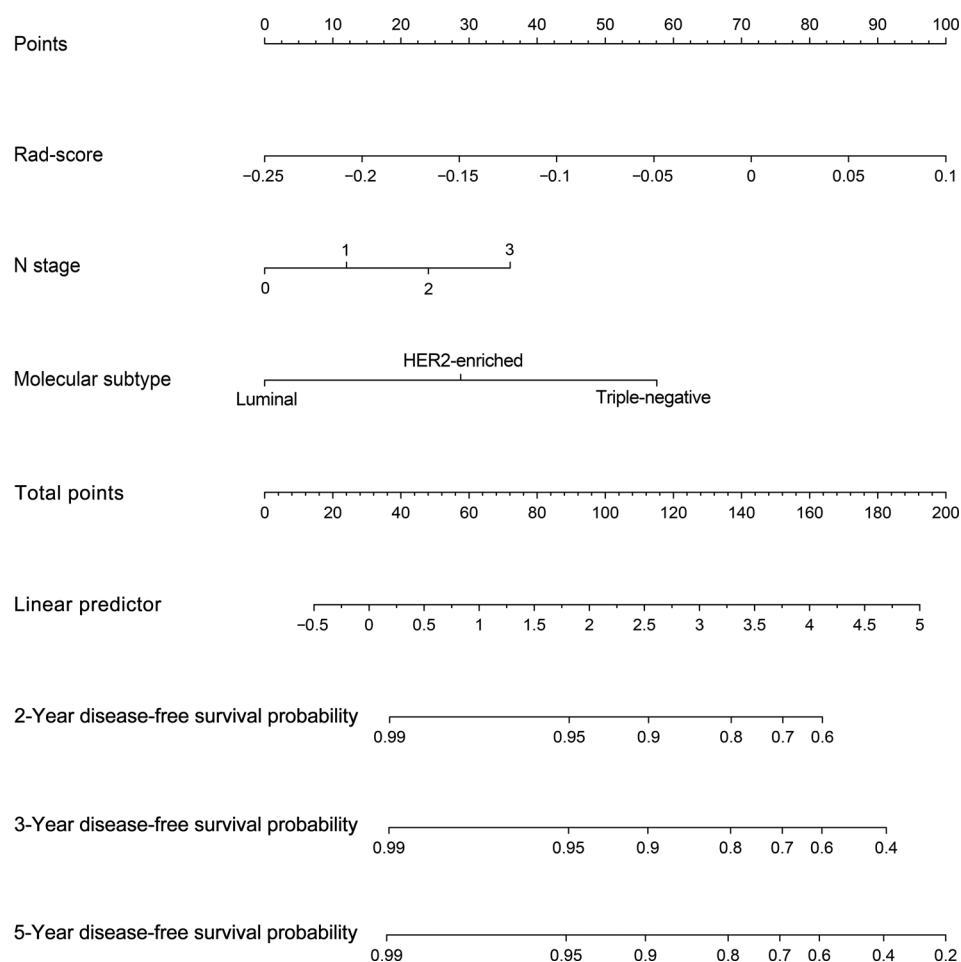 Points
0 10 20 30 40 50 60 70 80 90 100
Rad-score
−0.25 −0.2 −0.15 −0.1 −0.05 0 0.05 0.1
1 3
N stage
0 2
HER2-enriched
Molecular subtype
Luminal Triple-negative
Total points
0 20 40 60 80 100 120 140 160 180 200
Linear predictor
−0.5 0 0.5 1 1.5 2 2.5 3 3.5 4 4.5 5
2-Year disease-free survival probability
0.99 0.95 0.9 0.8 0.7 0.6
3-Year disease-free survival probability
0.99 0.95 0.9 0.8 0.7 0.6 0.4
5-Year disease-free survival probability
0.99 0.95 0.9 0.8 0.7 0.6 0.4 0.2